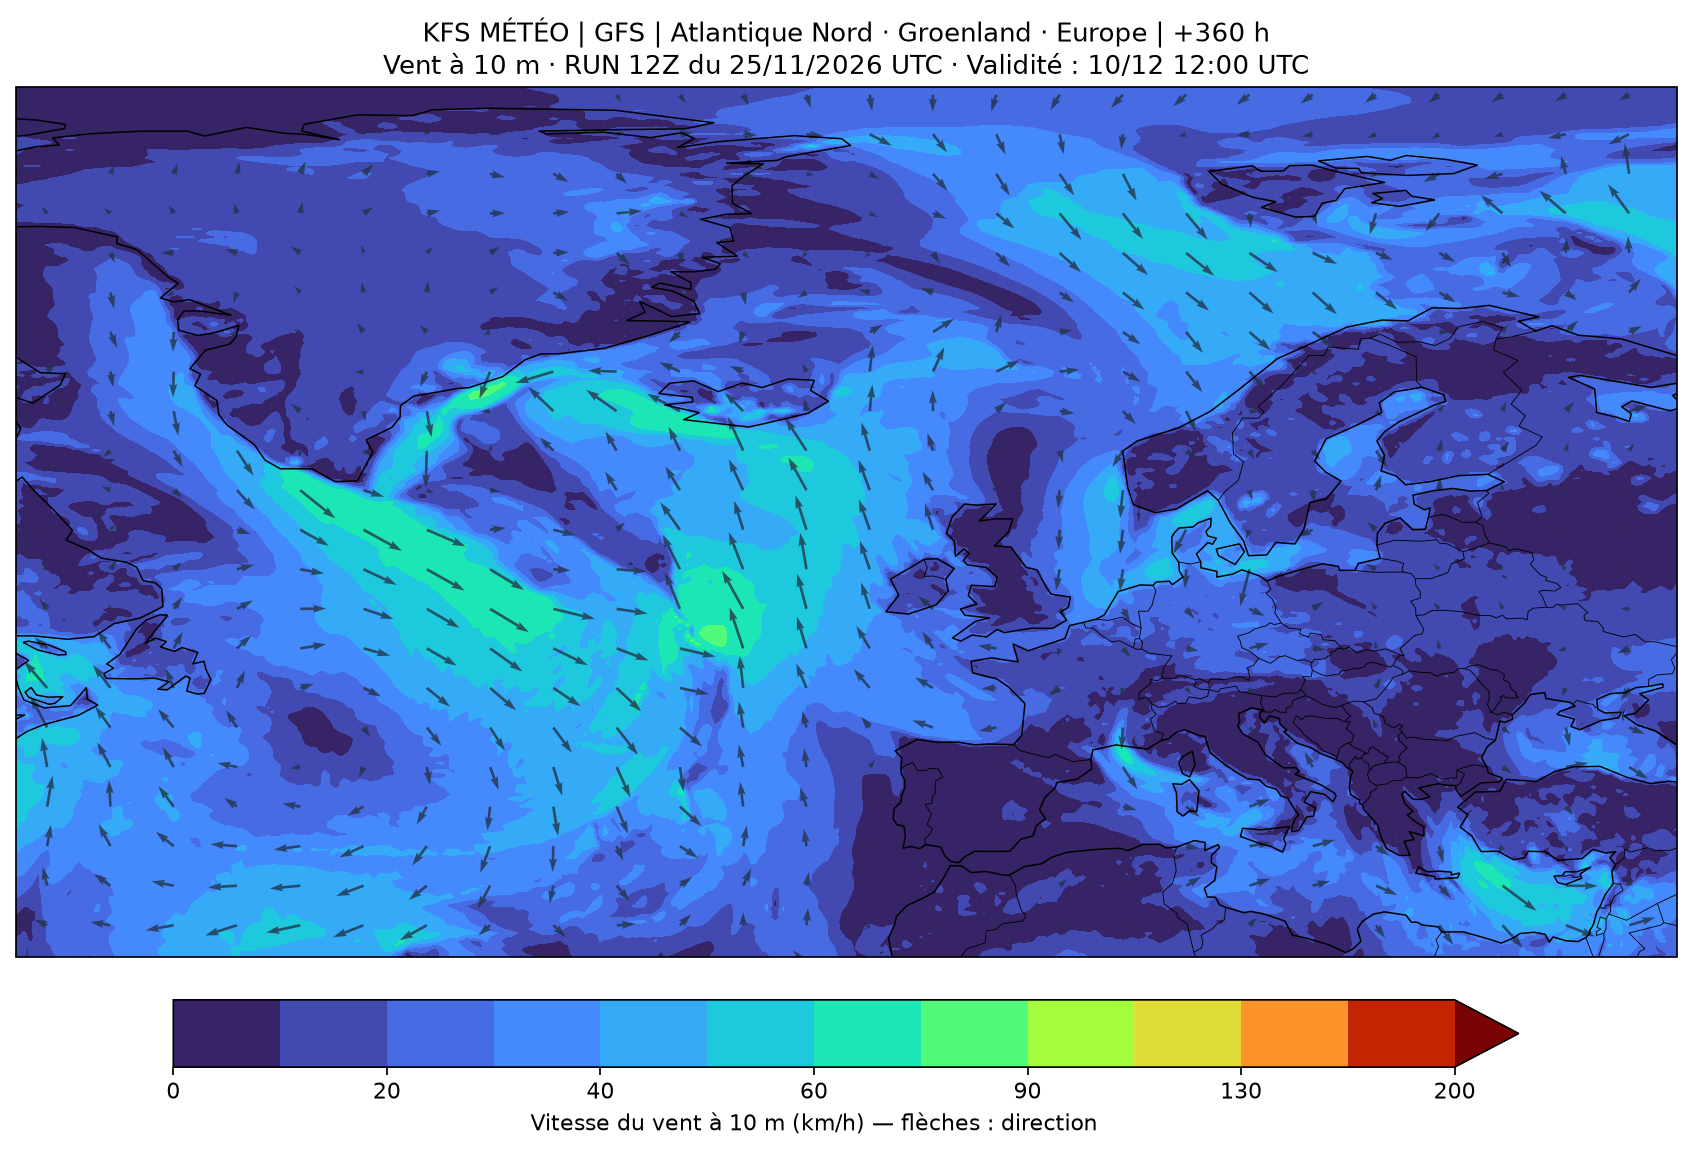 KFS MÉTÉO | GFS | Atlantique Nord · Groenland · Europe | +360 h
Vent à 10 m · RUN 12Z du 25/11/2026 UTC · Validité : 10/12 12:00 UTC
0 20 40 60 90 130 200
Vitesse du vent à 10 m (km/h) — flèches : direction